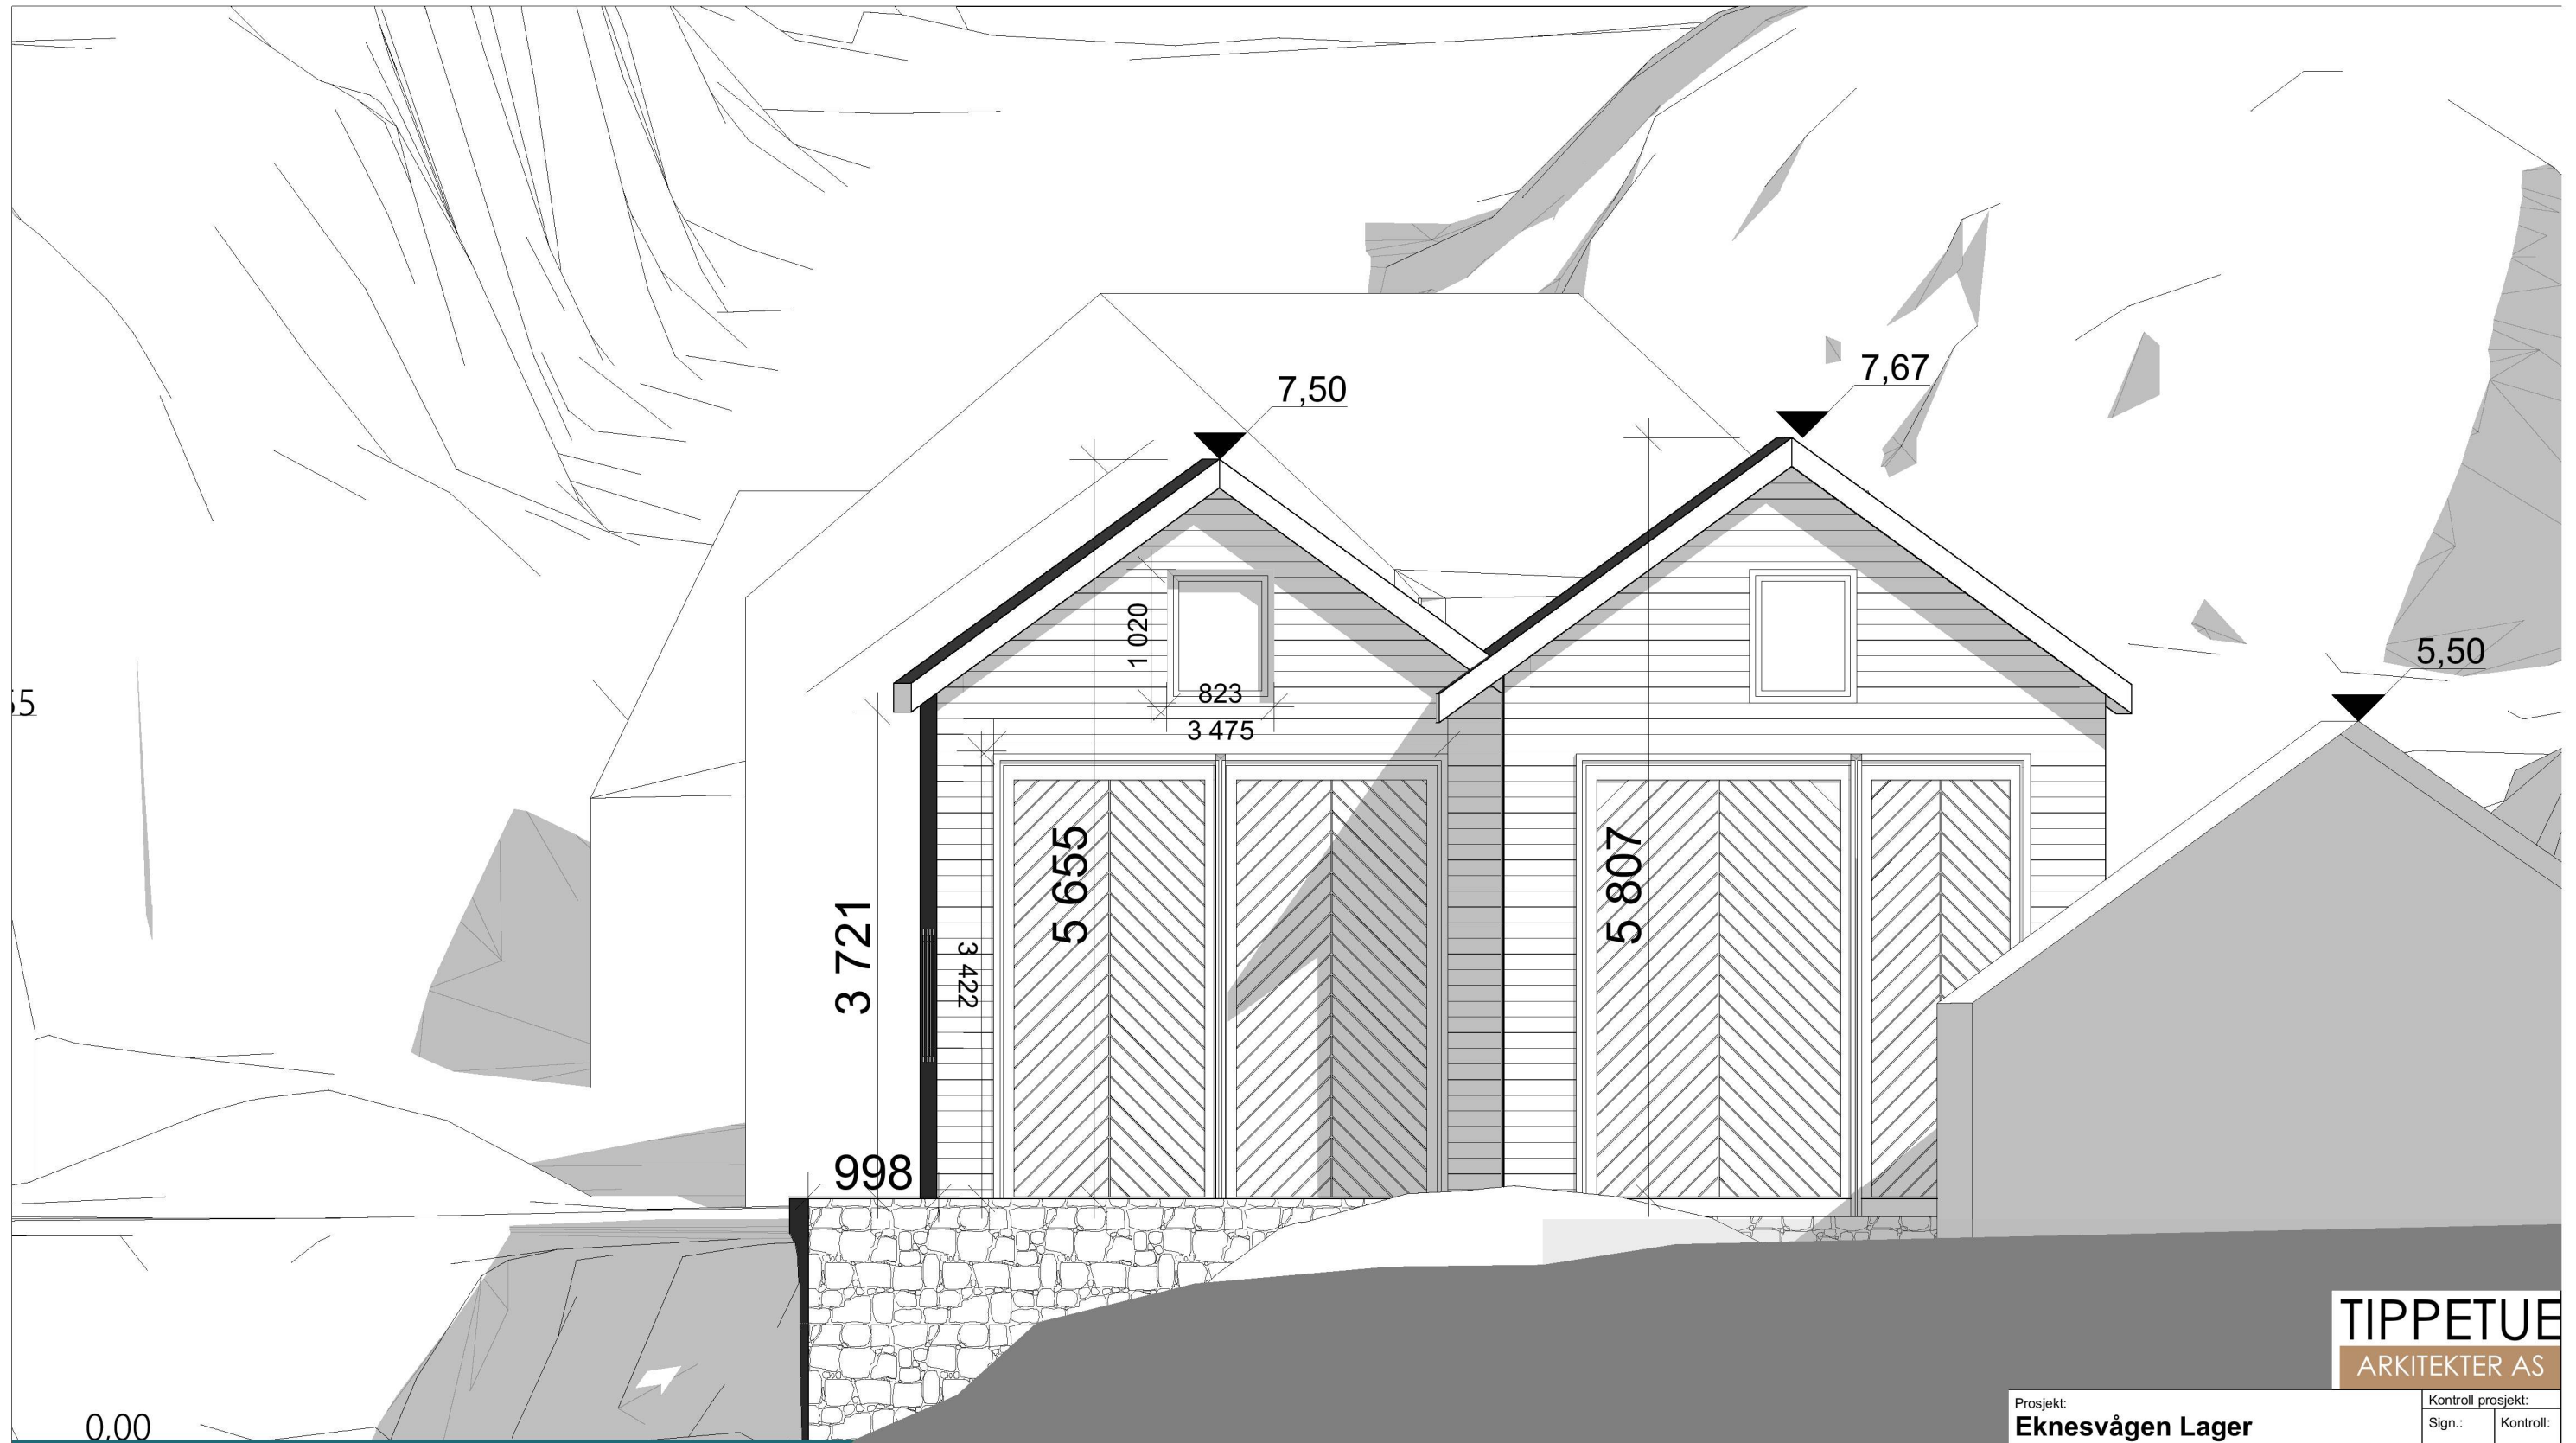 7,50
7,67
1 020
823
3 475
5,50
5 655
5 807
3 721
3 422
998
0,00
TIPPETUE
ARKITEKTER AS
Prosjekt:
Eknesvågen Lager
Kontroll prosjekt:
Sign.:
Kontroll: